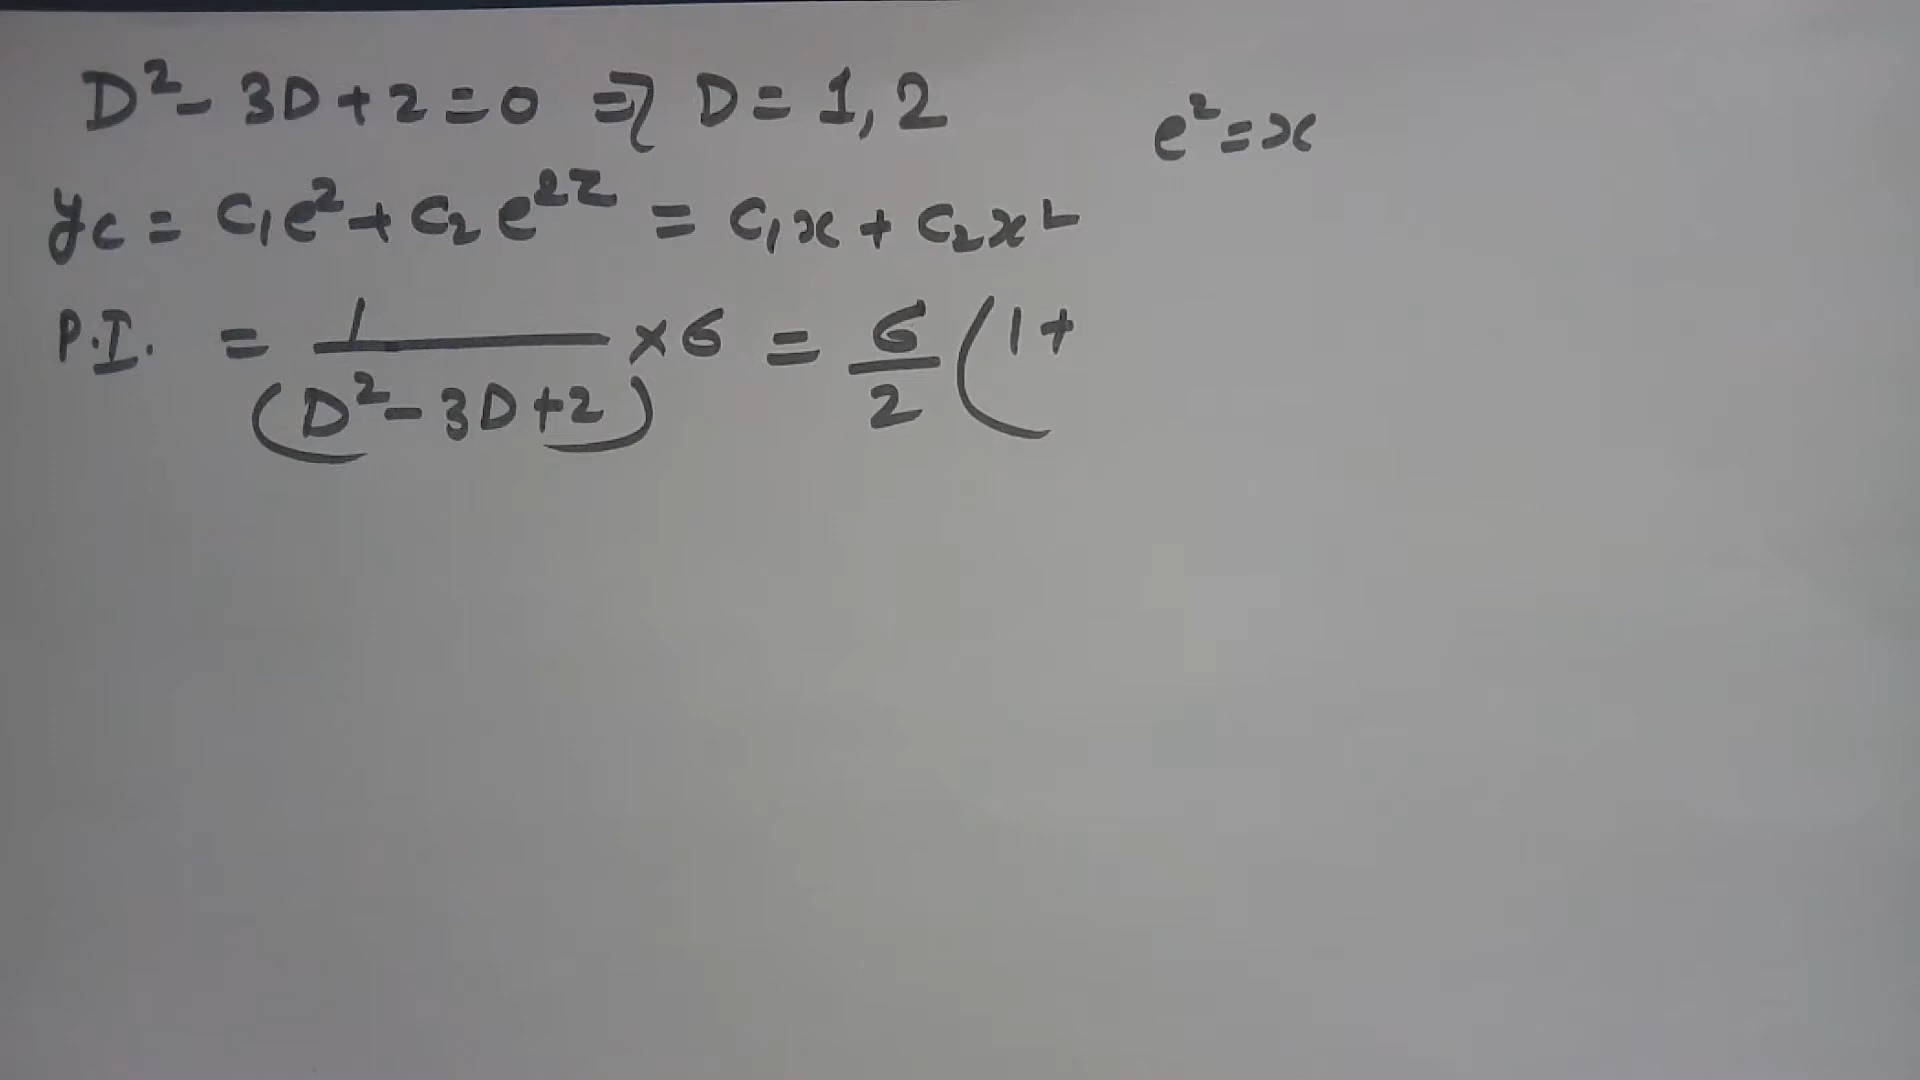 D² - 3D + 2 = 0 ⇒ D = 1, 2
e^z = x
y_c = c₁e^z + c₂e^{2z} = c₁x + c₂x²
P.I. = 1/(D² - 3D + 2) × 6 = 6/2 (1 +